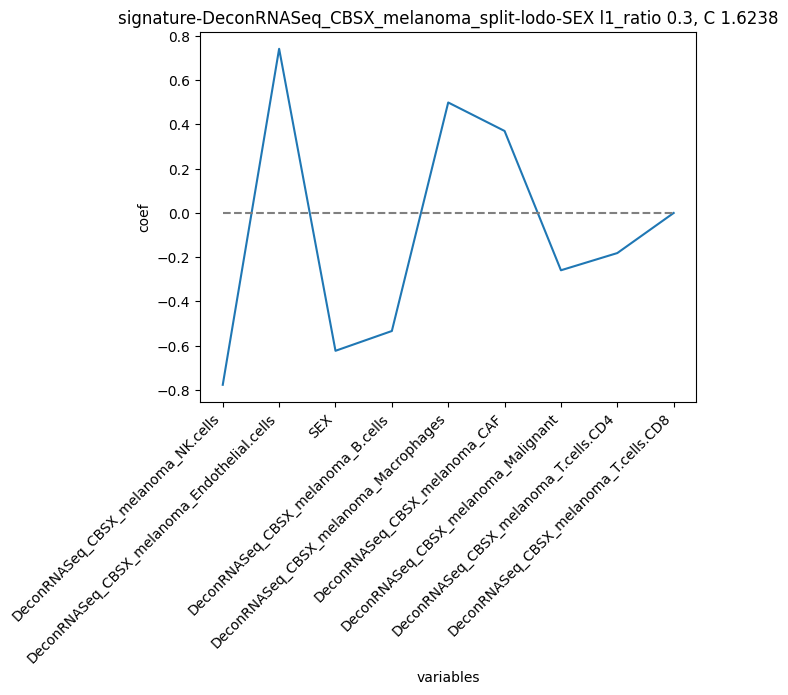 signature-DeconRNASeq_CBSX_melanoma_split-lodo-SEX l1_ratio 0.3, C 1.6238
0.8
0.6
0.4
0.2
0.0
−0.2
−0.4
−0.6
−0.8
coef
DeconRNASeq_CBSX_melanoma_NK.cells
DeconRNASeq_CBSX_melanoma_Endothelial.cells
SEX
DeconRNASeq_CBSX_melanoma_B.cells
DeconRNASeq_CBSX_melanoma_Macrophages
DeconRNASeq_CBSX_melanoma_CAF
DeconRNASeq_CBSX_melanoma_Malignant
DeconRNASeq_CBSX_melanoma_T.cells.CD4
DeconRNASeq_CBSX_melanoma_T.cells.CD8
variables